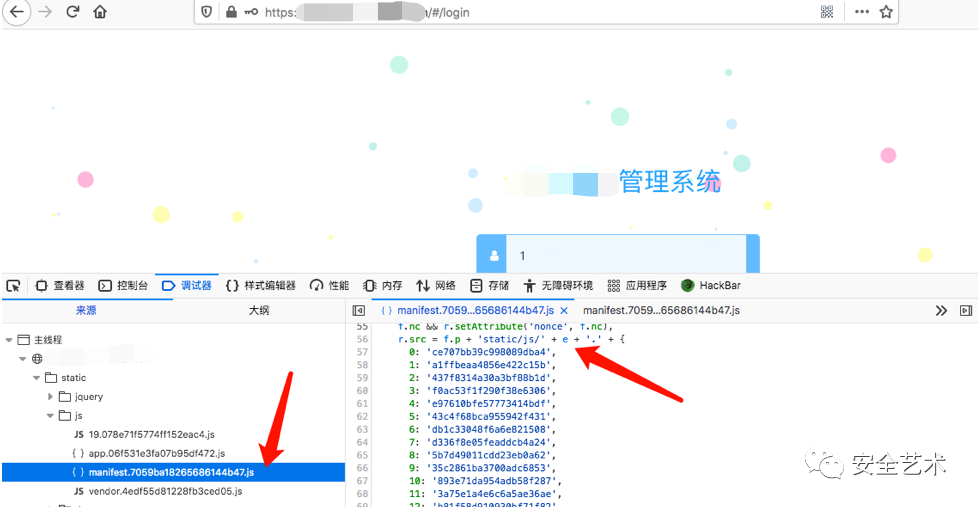 https: /#/login
管理系统
1
查看器 控制台 调试器 样式编辑器 性能 内存 网络 存储 无障碍环境 应用程序 HackBar
来源 大纲
{ } manifest.7059...65686144b47.js × manifest.7059...65686144b47.js
主线程
static
jquery
js
JS 19.078e71f5774ff152eac4.js
{ } app.06f531e3fa07b95df472.js
{ } manifest.7059ba18265686144b47.js
JS vendor.4edf55d81228fb3ced05.js
55 f.nc && r.setAttribute('nonce', f.nc),
56 r.src = f.p + 'static/js/' + e + '.' + {
57 0: 'ce707bb39c998089dba4',
58 1: 'a1ffbeaa4856e422c15b',
59 2: '437f8314a30a3bf88b1d',
60 3: 'f0ac53f1f290f38e6306',
61 4: 'e97610bfe57773414bdf',
62 5: '43c4f68bca955942f431',
63 6: 'db1c33048f6a6e821508',
64 7: 'd336f8e05feaddcb4a24',
65 8: '5b7d49011cdd23eb0a62',
66 9: '35c2861ba3700adc6853',
67 10: '893e71da954adb58f287',
68 11: '3a75e1a4e6c6a5ae36ae',
12: 'b81f58d910930bf71f82'
安全艺术